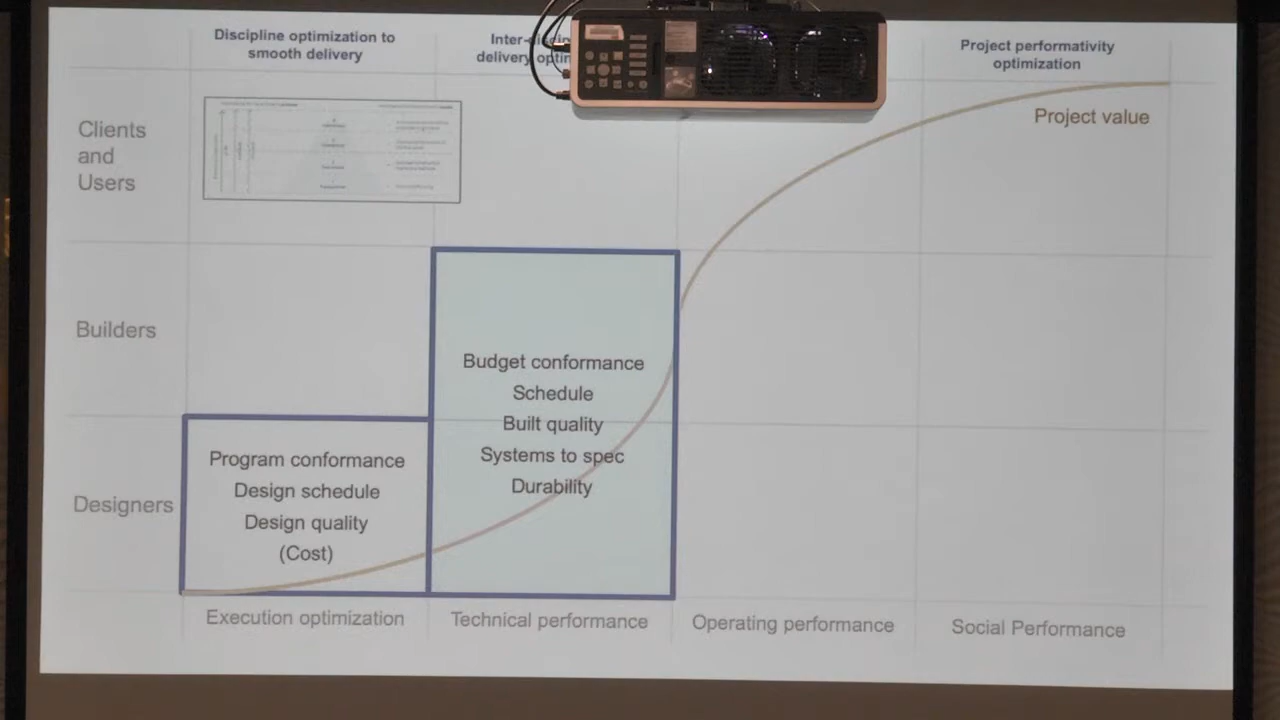 Discipline optimization to
smooth delivery
delivery
Project performativity
optimization
Project value
Clients
and
Users
Builders
Designers
Budget conformance
Schedule
Built quality
Systems to spec
Durability
Program conformance
Design schedule
Design quality
(Cost)
Execution optimization
Technical performance
Operating performance
Social Performance